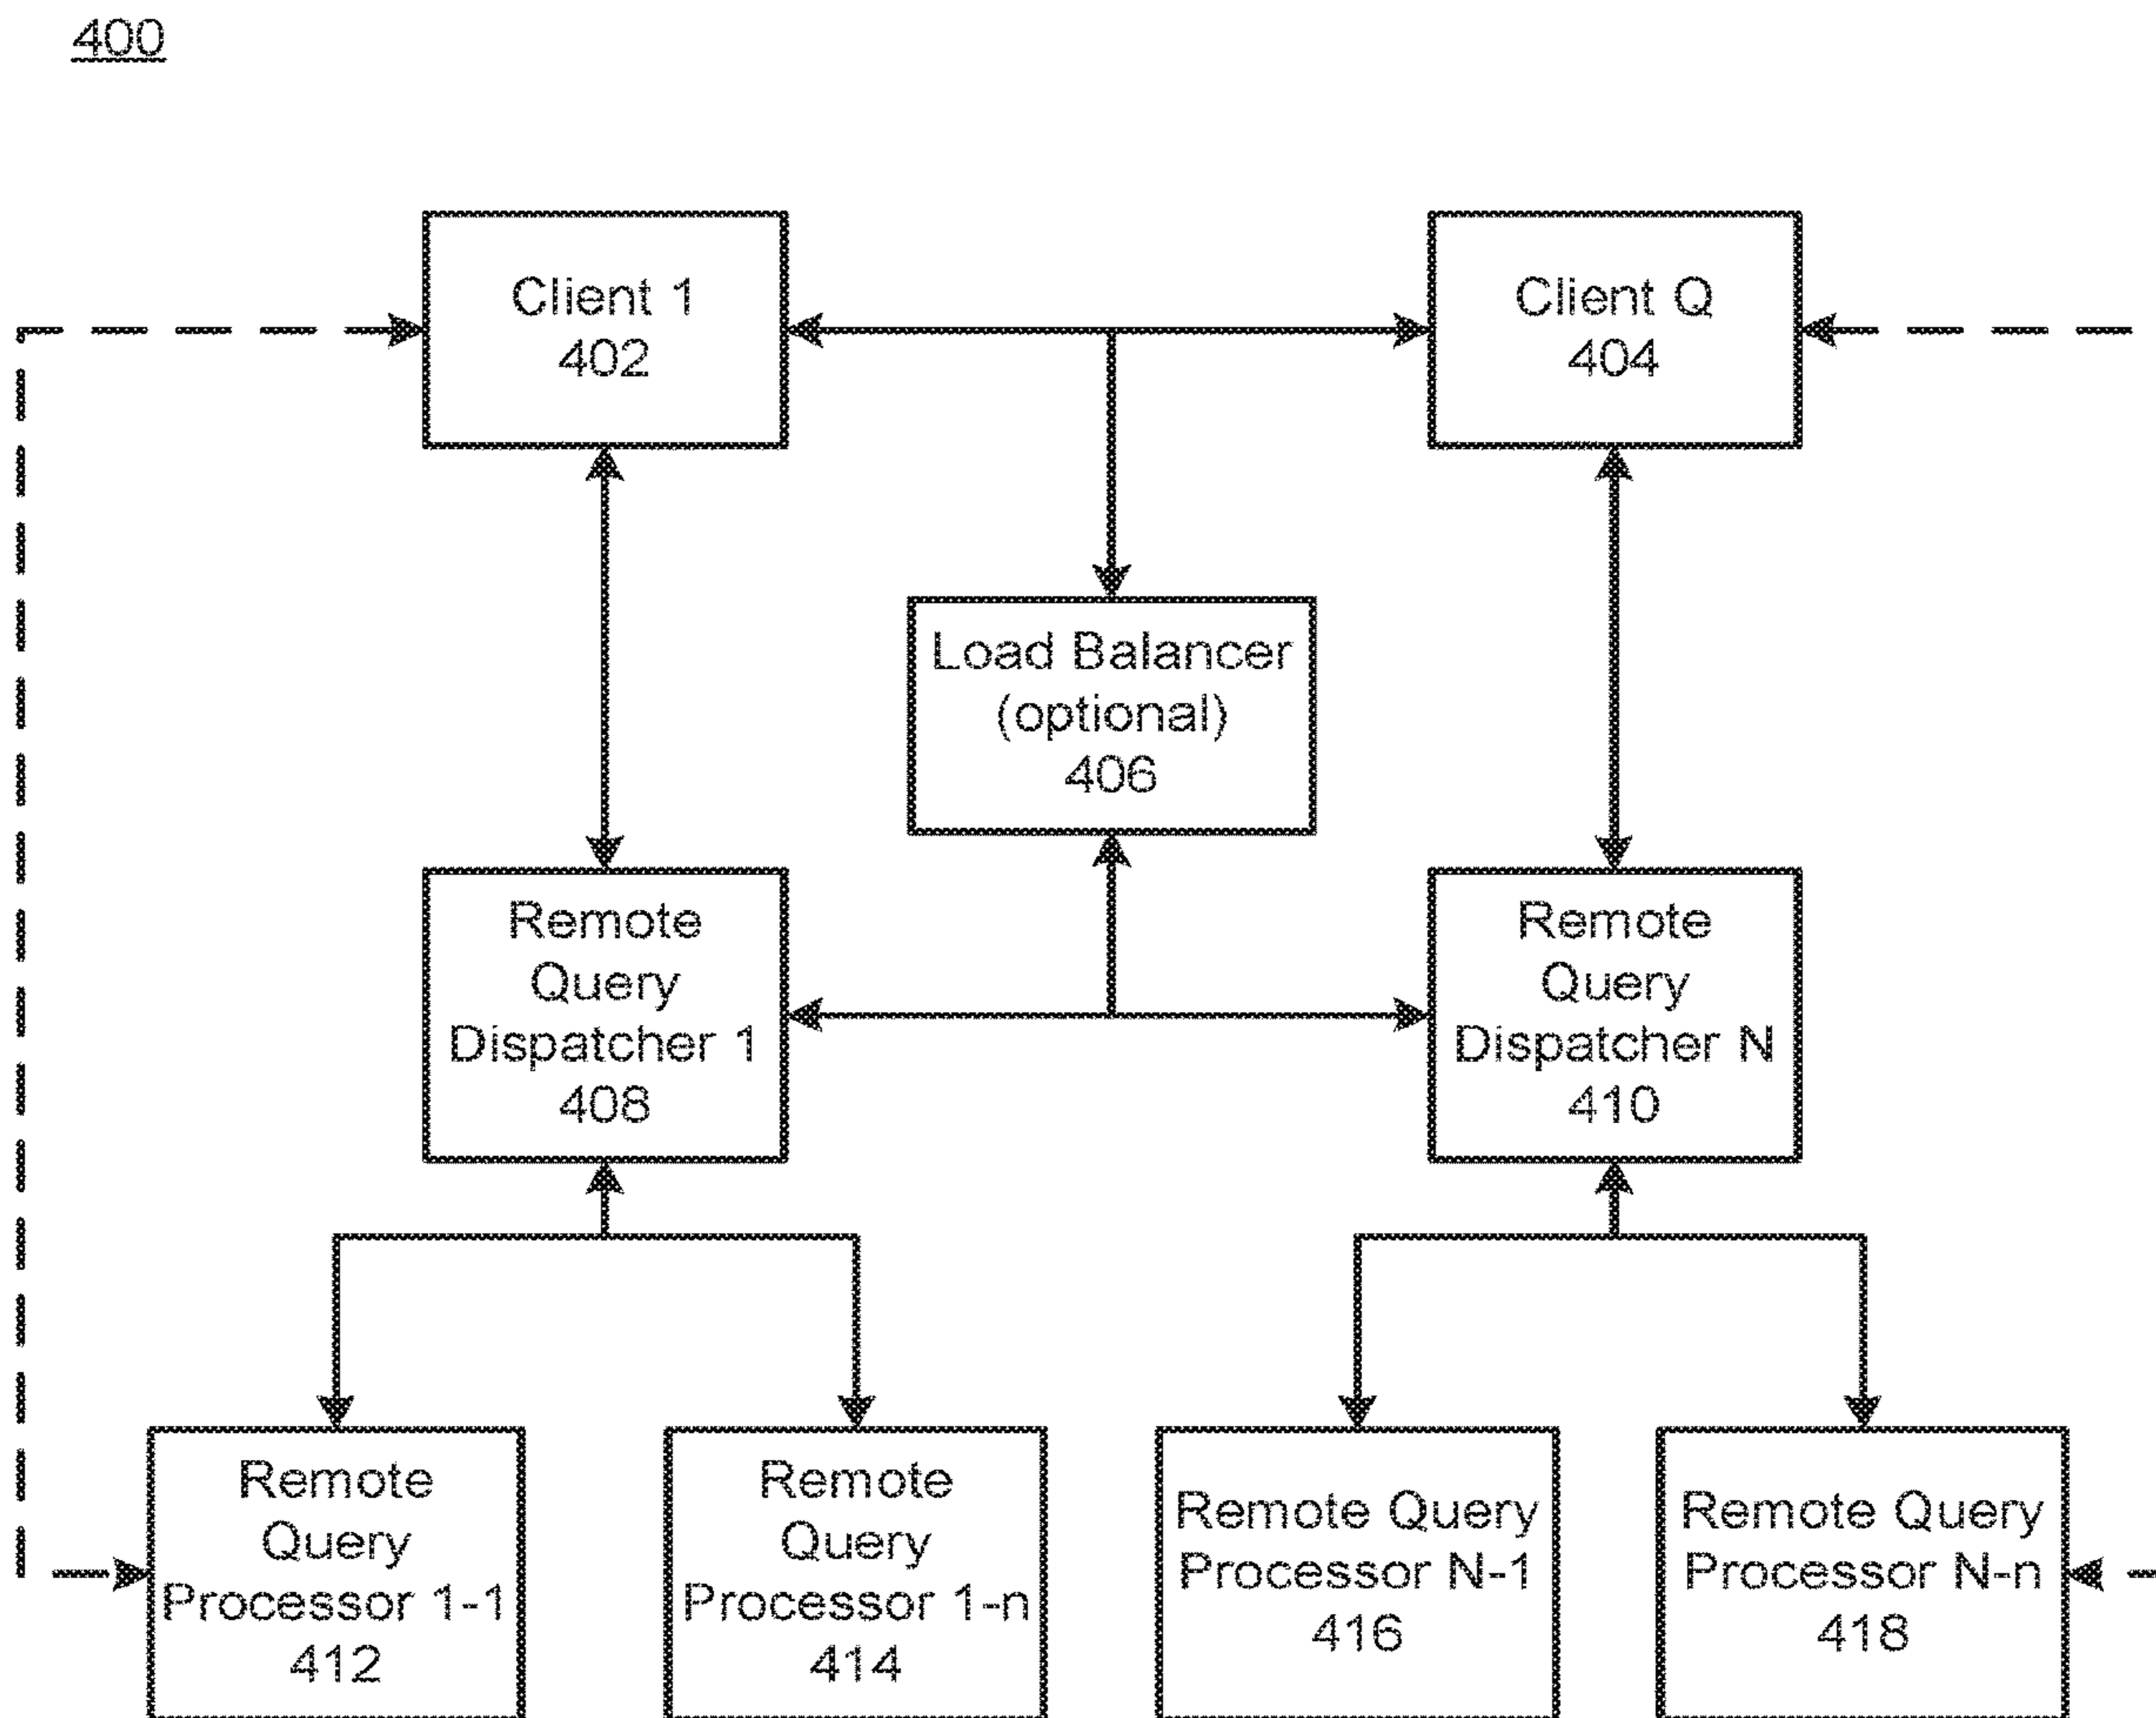 400
Client 1
402
Client Q
404
Load Balancer
(optional)
406
Remote
Query
Dispatcher 1
408
Remote
Query
Dispatcher N
410
Remote
Query
Processor 1-1
412
Remote
Query
Processor 1-n
414
Remote Query
Processor N-1
416
Remote Query
Processor N-n
418